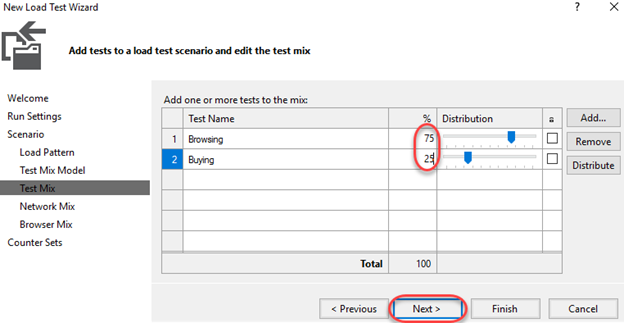 New Load Test Wizard ? ×
Add tests to a load test scenario and edit the test mix
Welcome
Run Settings
Scenario
Load Pattern
Test Mix Model
Test Mix
Network Mix
Browser Mix
Counter Sets
Add one or more tests to the mix:
Test Name % Distribution
1 Browsing 75
2 Buying 25
Total 100
Add...
Remove
Distribute
< Previous Next > Finish Cancel